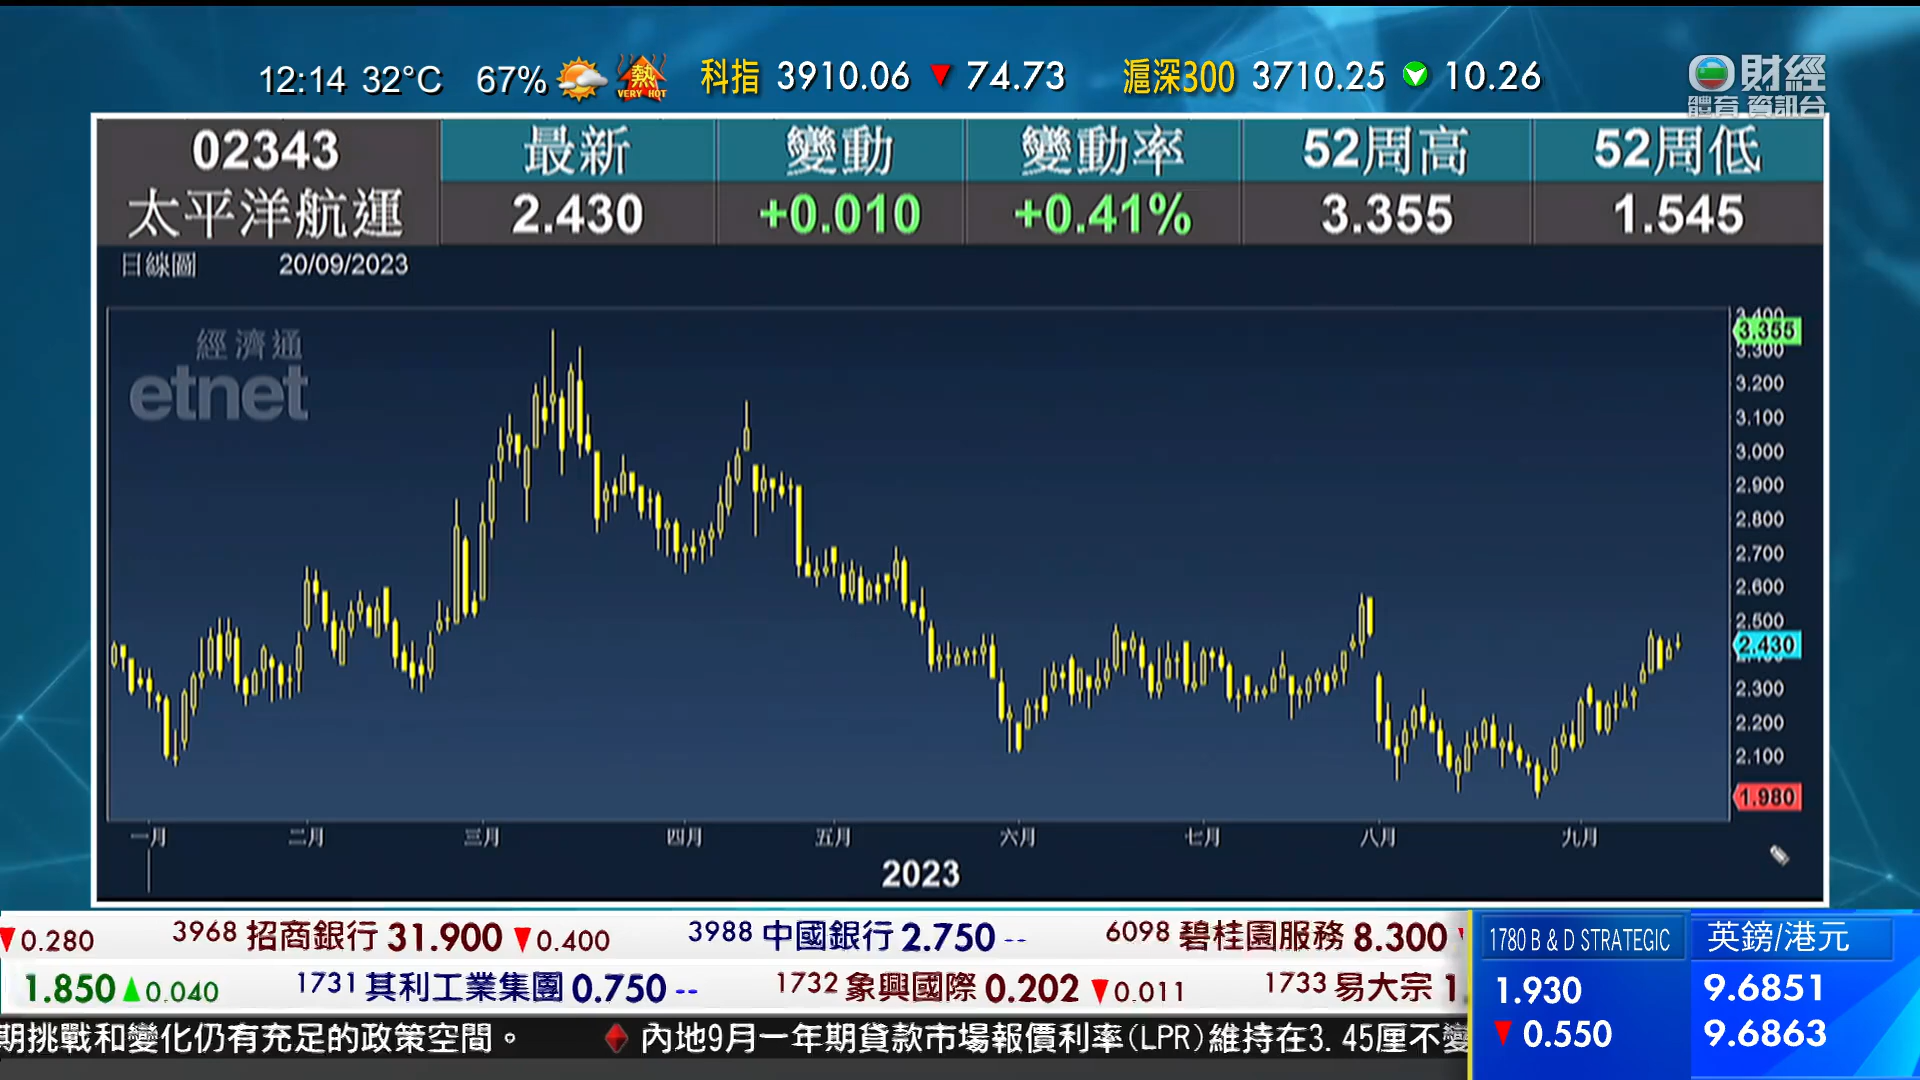 12:14 32°C 67% 熱 VERY HOT 科指 3910.06 ▼ 74.73 滬深300 3710.25 10.26
財經
體育 資訊台
02343 最新 變動 變動率 52周高 52周低
太平洋航運 2.430 +0.010 +0.41% 3.355 1.545
日線圖 20/09/2023
經濟通
etnet
3.400
3.355
3.300
3.200
3.100
3.000
2.900
2.800
2.700
2.600
2.500
2.430
2.300
2.200
2.100
1.980
一月 二月 三月 四月 五月 六月 七月 八月 九月
2023
▼0.280 3968 招商銀行 31.900 ▼0.400 3988 中國銀行 2.750 -- 6098 碧桂園服務 8.300
1.850 ▲0.040 1731 其利工業集團 0.750 -- 1732 象興國際 0.202 ▼0.011 1733 易大宗 1.
期挑戰和變化仍有充足的政策空間。 內地9月一年期貸款市場報價利率(LPR)維持在3.45厘不變
1780 B & D STRATEGIC
1.930
▼ 0.550
英鎊/港元
9.6851
9.6863